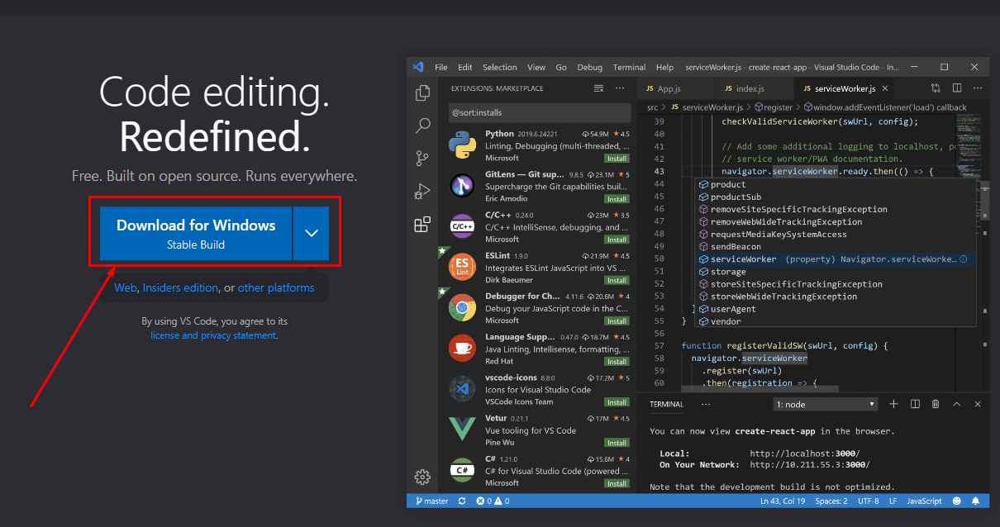 Code editing.
Redefined.
Free. Built on open source. Runs everywhere.
Download for Windows
Stable Build
Web, Insiders edition, or other platforms
By using VS Code, you agree to its
license and privacy statement.
File Edit Selection View Go Debug Terminal Help serviceWorker.js - create-react-app - Visual Studio Code - In...
EXTENSIONS: MARKETPLACE
@sort:installs
Python 2019.6.24221 54.9M ★ 4.5
Linting, Debugging (multi-threaded, ...
Microsoft Install
GitLens — Git sup... 9.8.5 23.1M ★ 5
Supercharge the Git capabilities buil...
Eric Amodio Install
C/C++ 0.24.0 23M ★ 3.5
C/C++
C/C++ IntelliSense, debugging, and ...
Microsoft Install
ESLint 1.9.0 21.9M ★ 4.5
ES
Lint
Integrates ESLint JavaScript into VS ...
Dirk Baeumer Install
Debugger for Ch... 4.11.6 20.6M ★ 4
Debug your JavaScript code in the C...
Microsoft Install
Language Supp... 0.47.0 18.7M ★ 4.5
Java Linting, Intellisense, formatting, ...
Red Hat Install
vscode-icons 8.8.0 17.2M ★ 5
Icons for Visual Studio Code
VSCode Icons Team Install
Vetur 0.21.1 17M ★ 4.5
Vue tooling for VS Code
Pine Wu Install
C# 1.21.0 15.6M ★ 4
C#
C# for Visual Studio Code (powered ...
Microsoft Install
JS App.js JS index.js JS serviceWorker.js
src > JS serviceWorker.js > register > window.addEventListener('load') callback
39 checkValidServiceWorker(swUrl, config);
40
41 // Add some additional logging to localhost, po
42 // service worker/PWA documentation.
43 navigator.serviceWorker.ready.then(() => {
44 product
45 productSub
46 removeSiteSpecificTrackingException
47 removeWebWideTrackingException
48 requestMediaKeySystemAccess
49 sendBeacon
50 serviceWorker (property) Navigator.serviceWorke...
51 storage
52 storeSiteSpecificTrackingException
53 storeWebWideTrackingException
54 } userAgent
55 } vendor
56
57 function registerValidSW(swUrl, config) {
58 navigator.serviceWorker
59 .register(swUrl)
60 .then(registration => {
TERMINAL ... 1: node
You can now view create-react-app in the browser.
Local: http://localhost:3000/
On Your Network: http://10.211.55.3:3000/
Note that the development build is not optimized.
master 0 0 Ln 43, Col 19 Spaces: 2 UTF-8 LF JavaScript